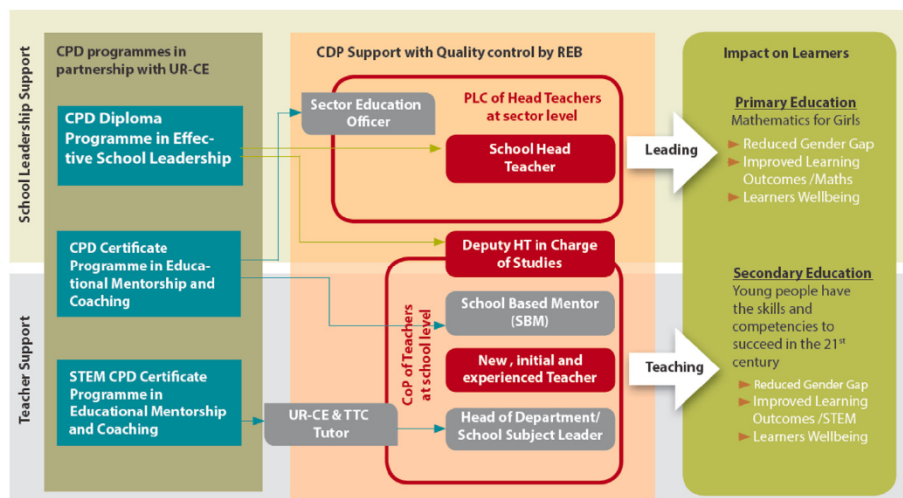 School Leadership Support
Teacher Support
CPD programmes in
partnership with UR-CE
CPD Diploma
Programme in Effec-
tive School Leadership
CPD Certificate
Programme in Educa-
tional Mentorship and
Coaching
STEM CPD Certificate
Programme in
Educational Mentorship
and Coaching
CDP Support with Quality control by REB
Sector Education
Officer
PLC of Head Teachers
at sector level
School Head
Teacher
Deputy HT in Charge
of Studies
CoP of Teachers
at school level
School Based Mentor
(SBM)
New , initial and
experienced Teacher
UR-CE & TTC
Tutor
Head of Department/
School Subject Leader
Leading
Teaching
Impact on Learners
Primary Education
Mathematics for Girls
Reduced Gender Gap
Improved Learning
Outcomes /Maths
Learners Wellbeing
Secondary Education
Young people have
the skills and
competencies to
succeed in the 21st
century
Reduced Gender Gap
Improved Learning
Outcomes /STEM
Learners Wellbeing